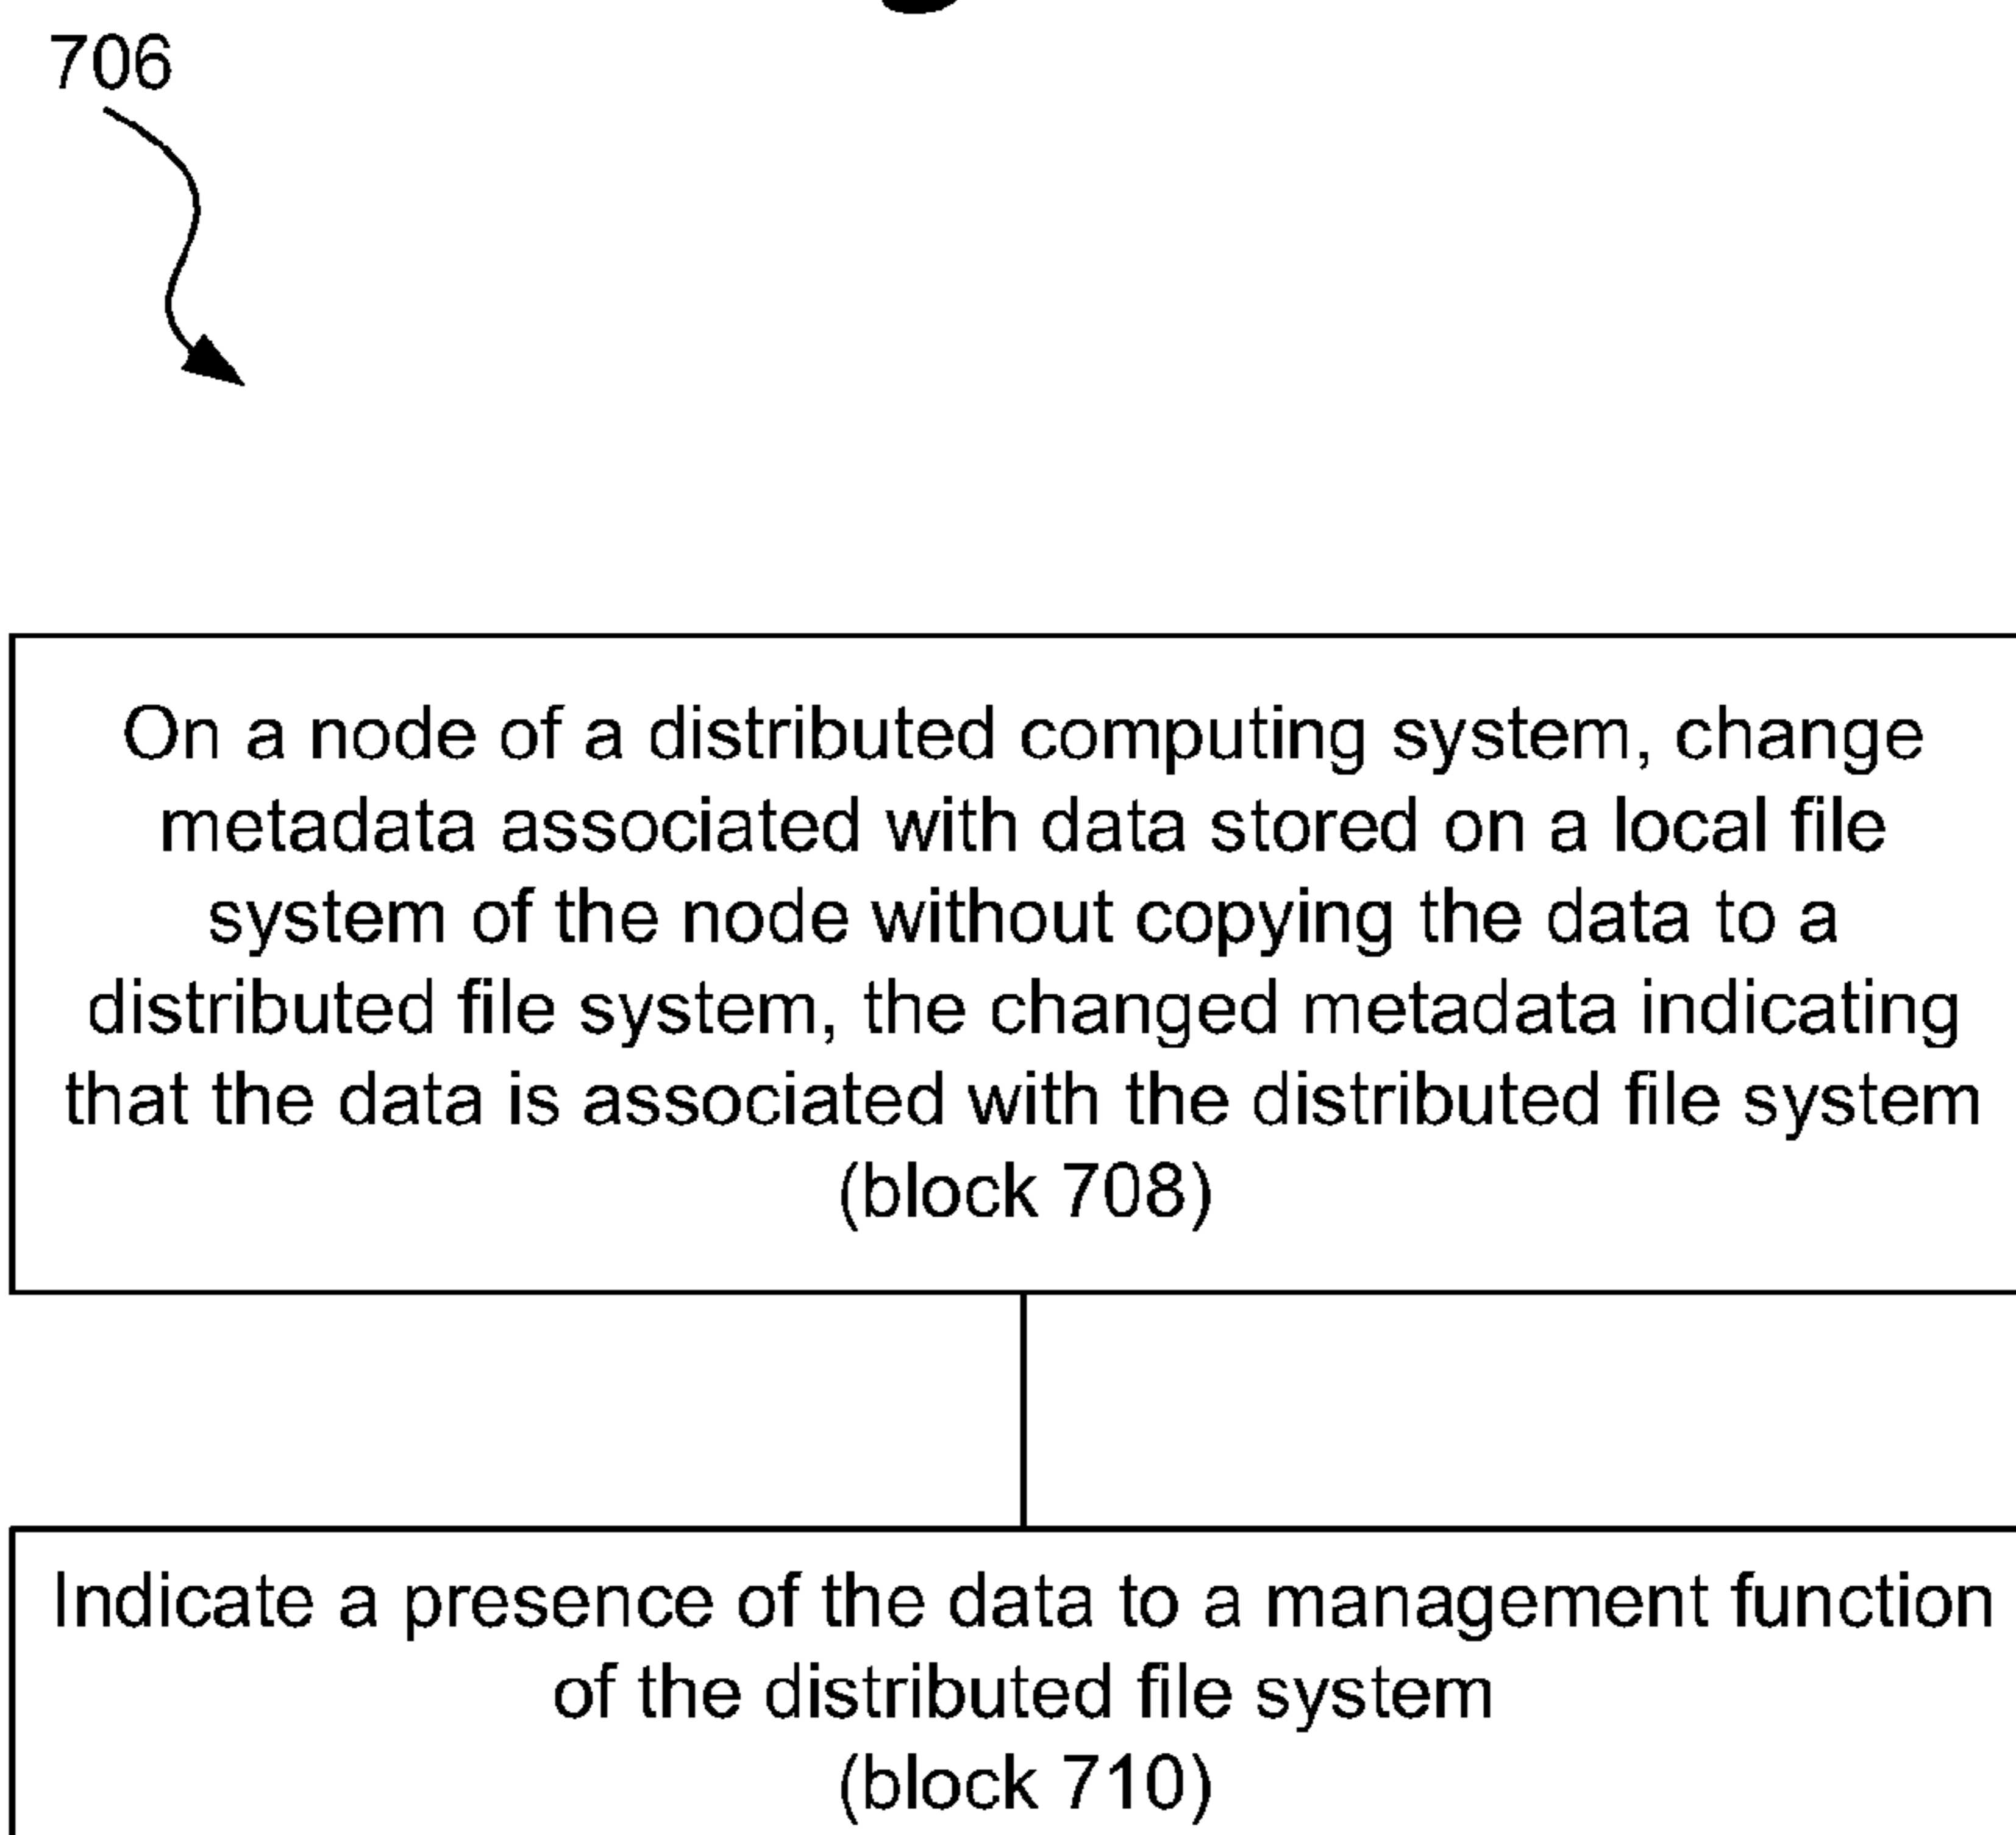 706
On a node of a distributed computing system, change
metadata associated with data stored on a local file
system of the node without copying the data to a
distributed file system, the changed metadata indicating
that the data is associated with the distributed file system
(block 708)
Indicate a presence of the data to a management function
of the distributed file system
(block 710)